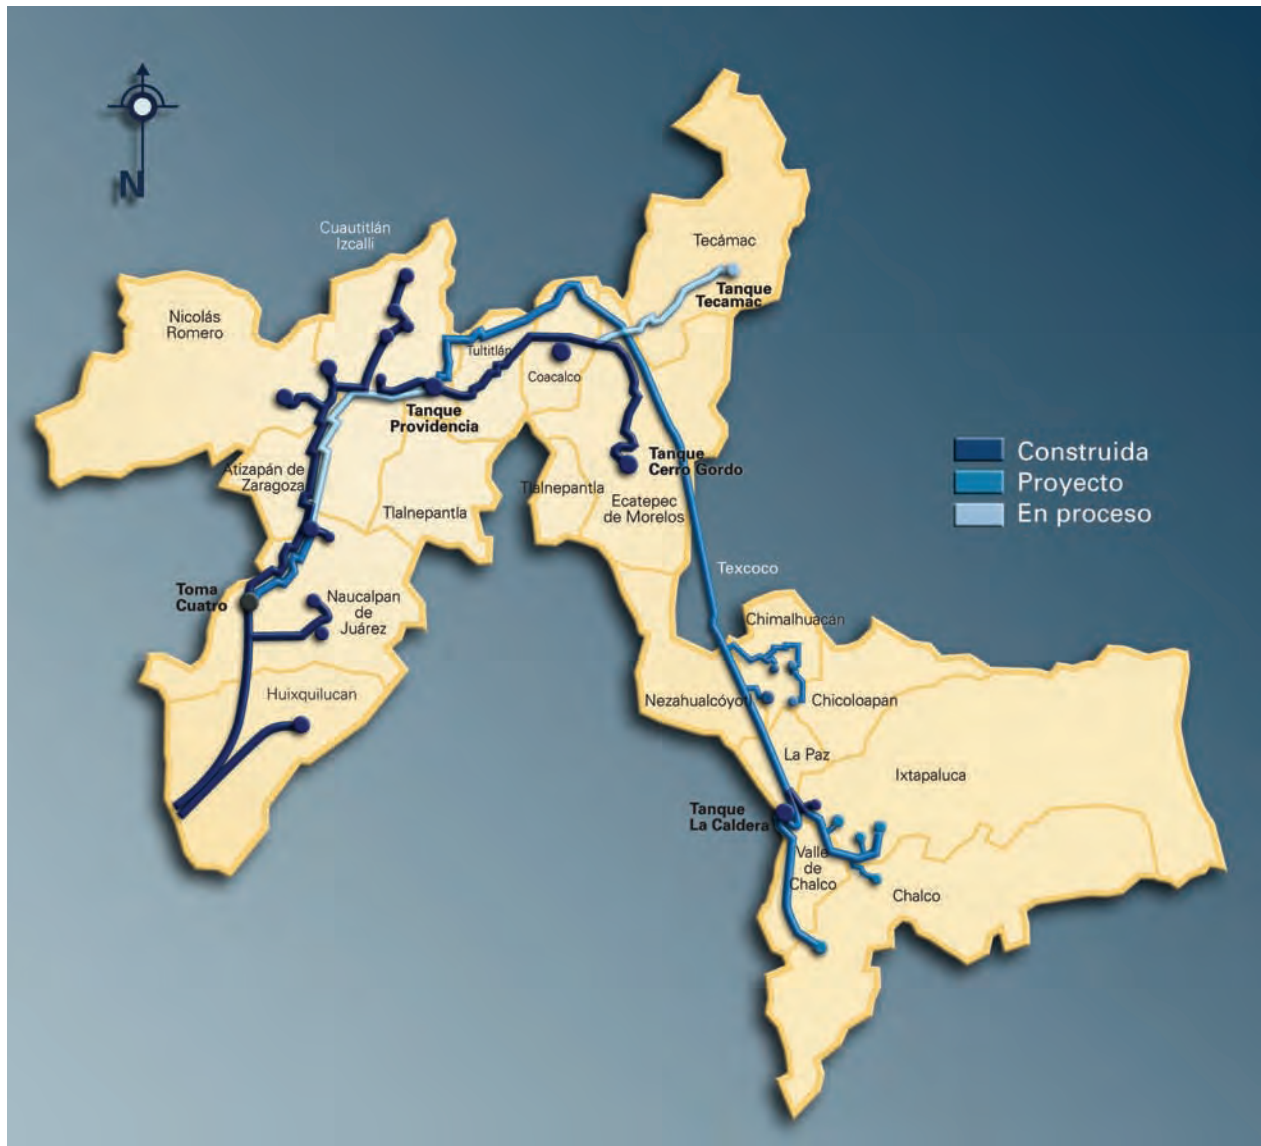 N
Cuautitlán
Izcalli
Tecámac
Tanque
Tecamac
Nicolás
Romero
Tultitlán
Coacalco
Tanque
Providencia
Construida
Proyecto
En proceso
Tanque
Cerro Gordo
Atizapán de
Zaragoza
Tlalnepantla
Tlalnepantla
Ecatepec
de Morelos
Texcoco
Toma
Cuatro
Naucalpan
de
Juárez
Chimalhuacán
Huixquilucan
Nezahualcóyotl
Chicoloapan
La Paz
Ixtapaluca
Tanque
La Caldera
Valle
de
Chalco
Chalco